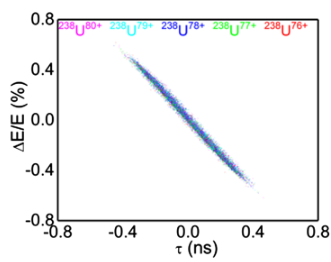 0.8
²³⁸U⁸⁰⁺ ²³⁸U⁷⁹⁺ ²³⁸U⁷⁸⁺ ²³⁸U⁷⁷⁺ ²³⁸U⁷⁶⁺
0.4
0.0
-0.4
-0.8
ΔE/E (%)
-0.8 -0.4 0.0 0.4 0.8
τ (ns)